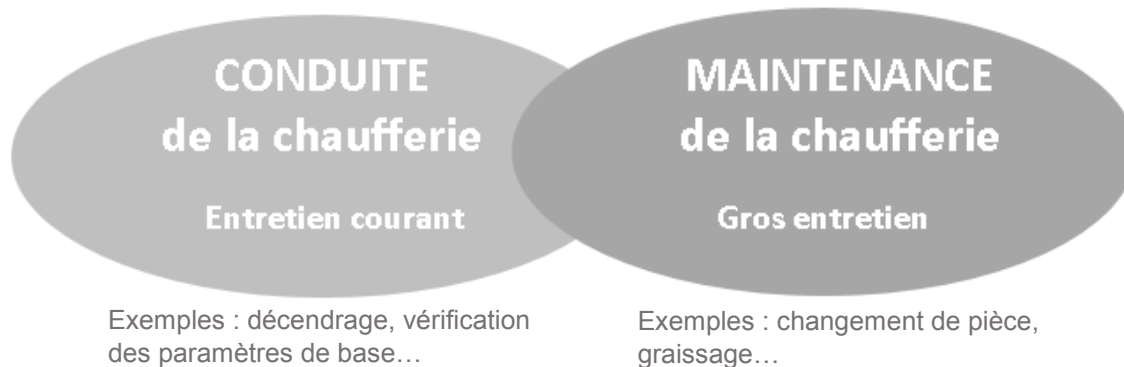 CONDUITE
de la chaufferie
Entretien courant
Exemples : décendrage, vérification
des paramètres de base…
MAINTENANCE
de la chaufferie
Gros entretien
Exemples : changement de pièce,
graissage…